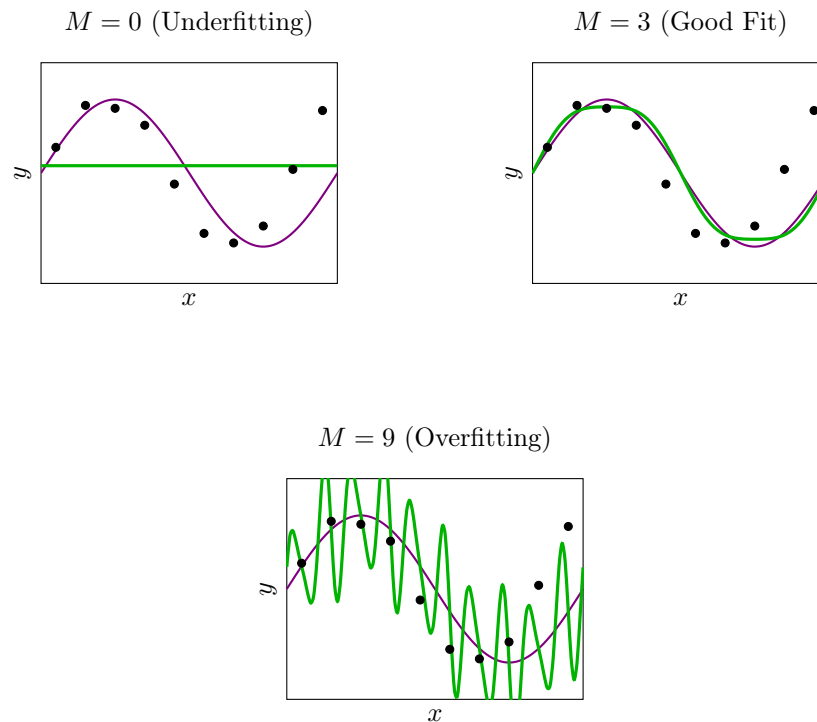 M = 0 (Underfitting)
y
x
M = 3 (Good Fit)
y
x
M = 9 (Overfitting)
y
x